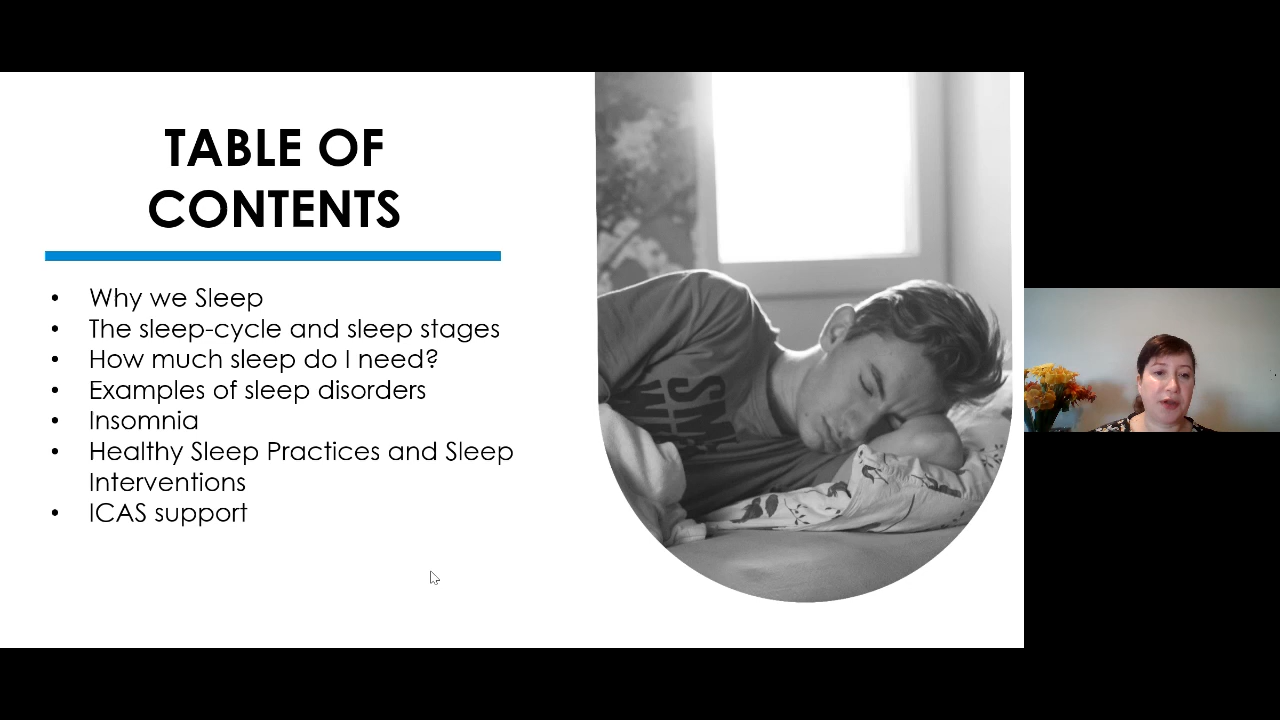 TABLE OF
CONTENTS
• Why we Sleep
• The sleep-cycle and sleep stages
• How much sleep do I need?
• Examples of sleep disorders
• Insomnia
• Healthy Sleep Practices and Sleep
Interventions
• ICAS support